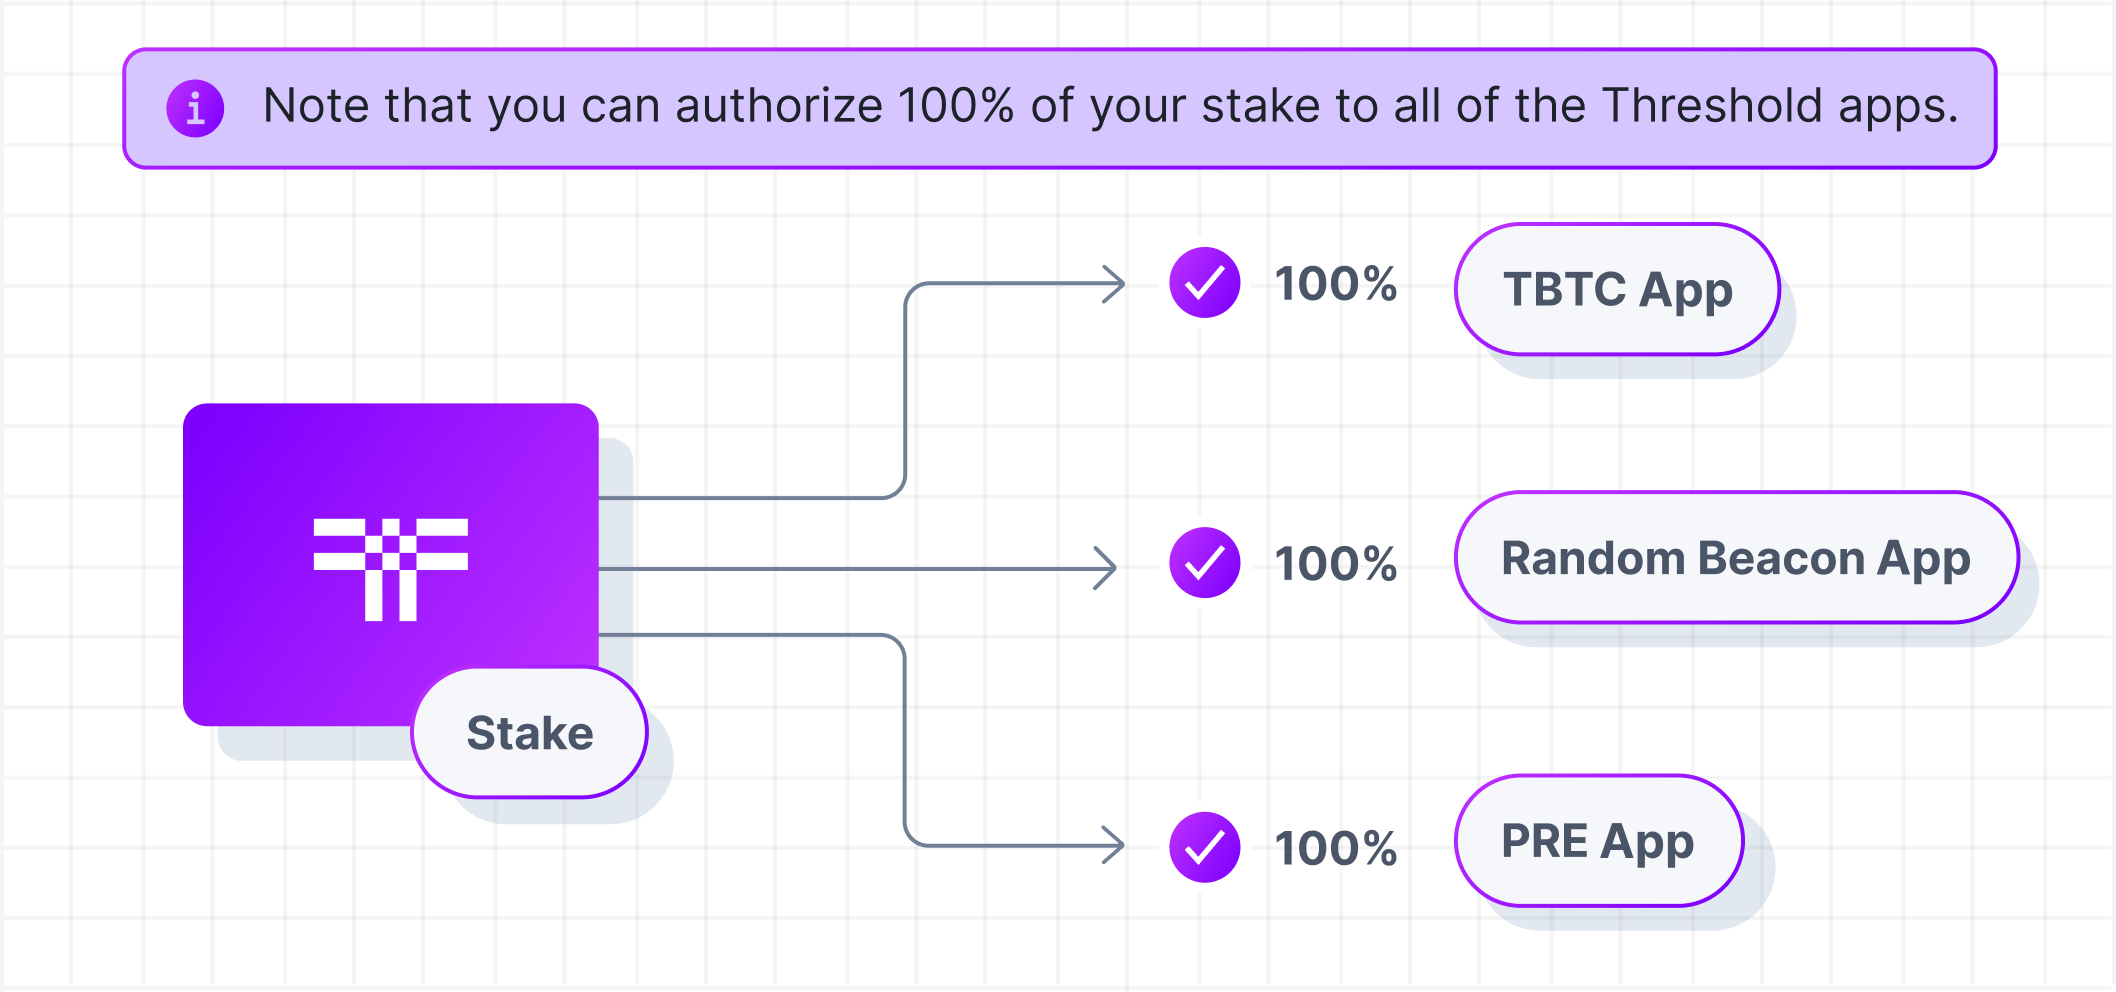 Note that you can authorize 100% of your stake to all of the Threshold apps.
100%
TBTC App
100%
Random Beacon App
Stake
100%
PRE App